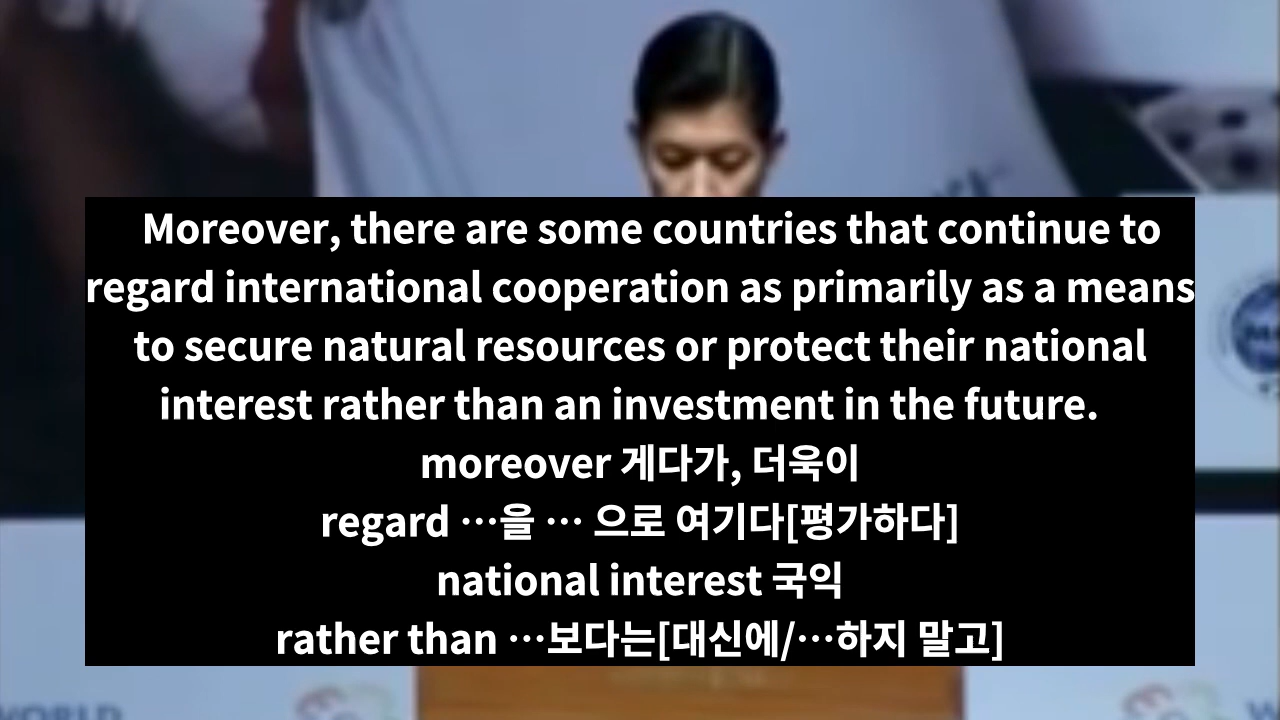 Moreover, there are some countries that continue to
regard international cooperation as primarily as a means
to secure natural resources or protect their national
interest rather than an investment in the future.
moreover 게다가, 더욱이
regard …을 … 으로 여기다[평가하다]
national interest 국익
rather than …보다는[대신에/…하지 말고]
WORLD
W